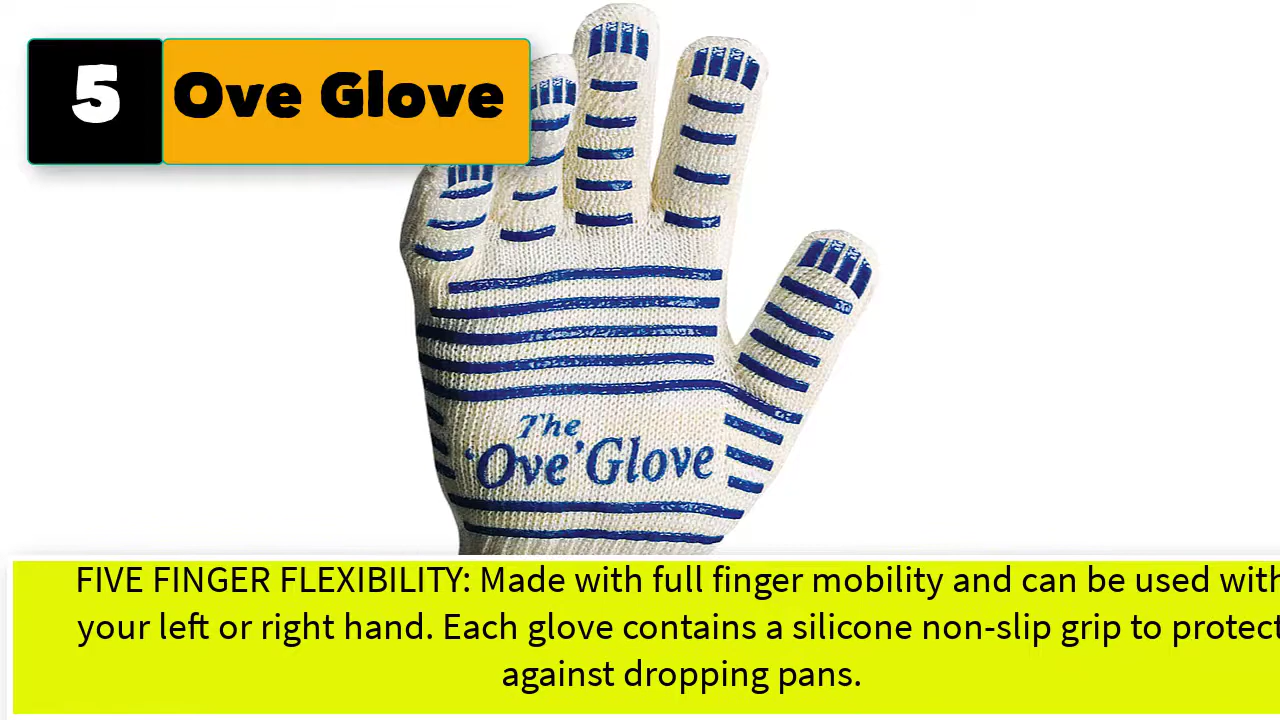 5 Ove Glove
The
'Ove' Glove
FIVE FINGER FLEXIBILITY: Made with full finger mobility and can be used with
your left or right hand. Each glove contains a silicone non-slip grip to protect
against dropping pans.